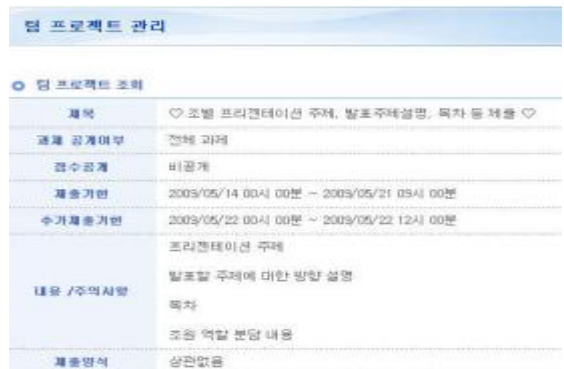 팀 프로젝트 관리
팀 프로젝트 조회
제목 ♡ 조별 프리젠테이션 주제, 발표주제설명, 목차 등 제출 ♡
과제 공개여부 전체 과제
점수공개 비공개
제출기한 2009/05/14 00시 00분 ~ 2009/05/21 09시 00분
추가제출기한 2009/05/22 00시 00분 ~ 2009/05/22 12시 00분
내용 /주의사항
프리젠테이션 주제
발표할 주제에 대한 방향 설명
목차
조원 역할 분담 내용
제출양식 상관없음